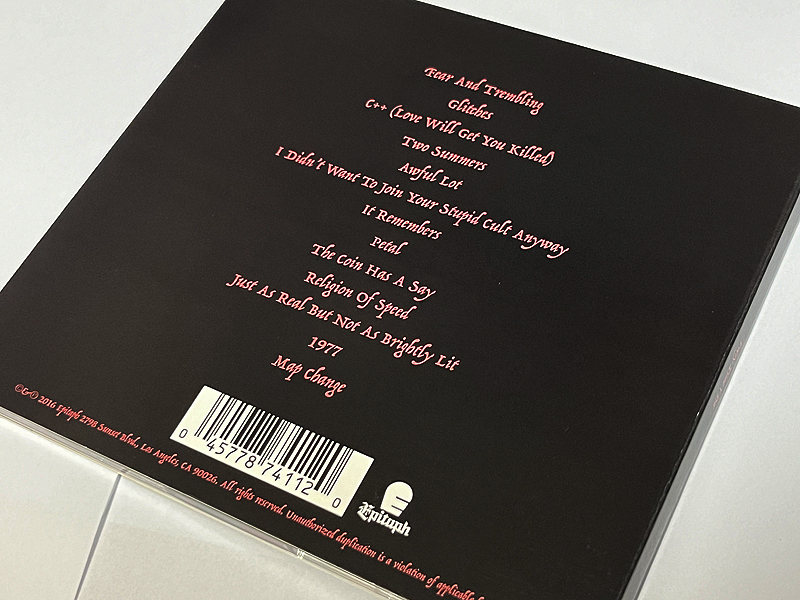 Fear And Trembling
Glitches
C++ (Love Will Get You Killed)
Two Summers
Awful Lot
I Didn't Want To Join Your Stupid Cult Anyway
It Remembers
Petal
The Coin Has A Say
Religion Of Speed
Just As Real But Not As Brightly Lit
1977
Map Change
0 45778 74112 0
Epitaph
©&℗ 2016 Epitaph 2798 Sunset Blvd., Los Angeles, CA 90026. All rights reserved. Unauthorized duplication is a violation of applicable